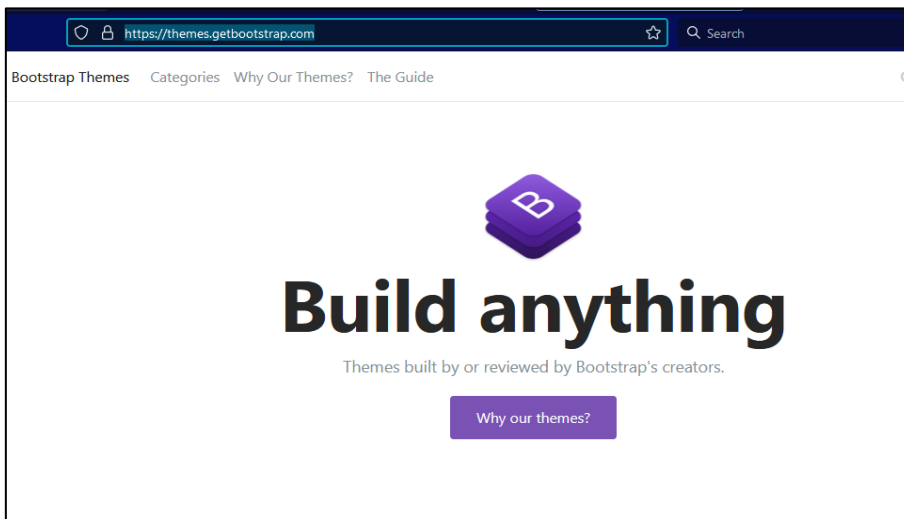 https://themes.getbootstrap.com Search
Bootstrap Themes Categories Why Our Themes? The Guide
B
Build anything
Themes built by or reviewed by Bootstrap's creators.
Why our themes?